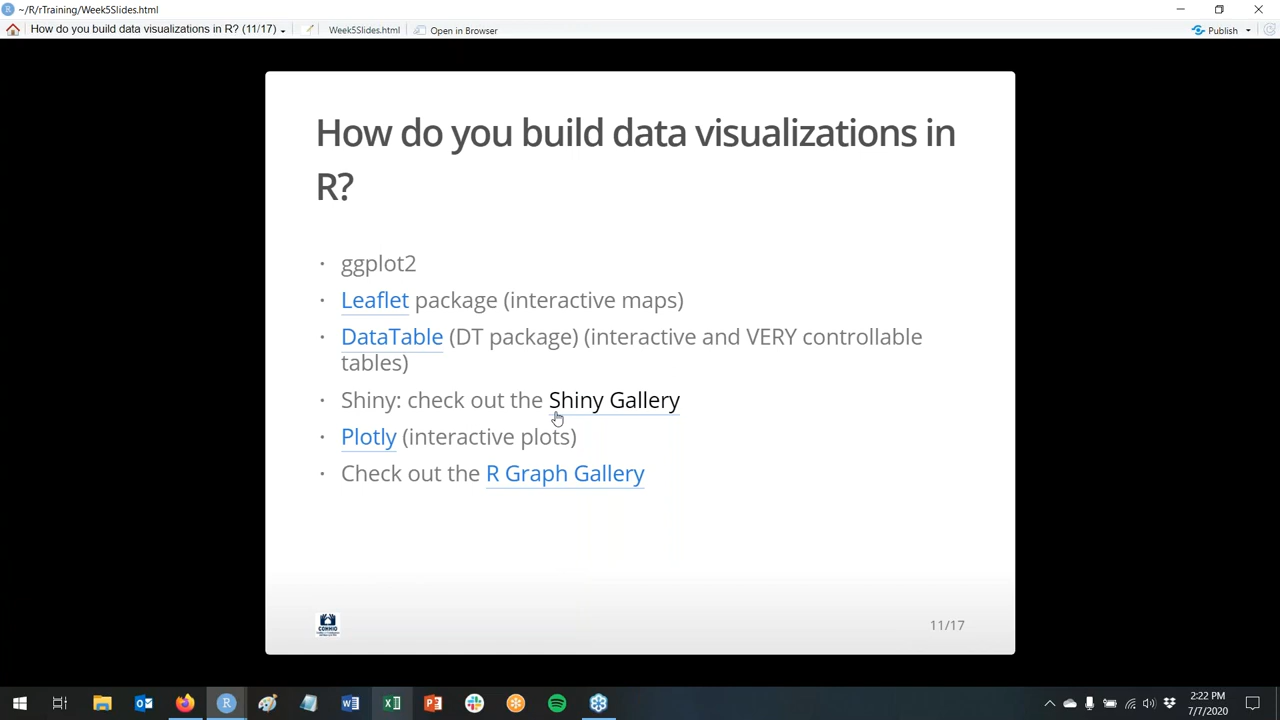 ~/R/rTraining/Week5Slides.html
How do you build data visualizations in R? (11/17)
Week5Slides.html
Open in Browser
Publish
How do you build data visualizations in
R?
• ggplot2
• Leaflet package (interactive maps)
• DataTable (DT package) (interactive and VERY controllable
tables)
• Shiny: check out the Shiny Gallery
• Plotly (interactive plots)
• Check out the R Graph Gallery
11/17
2:22 PM
7/7/2020